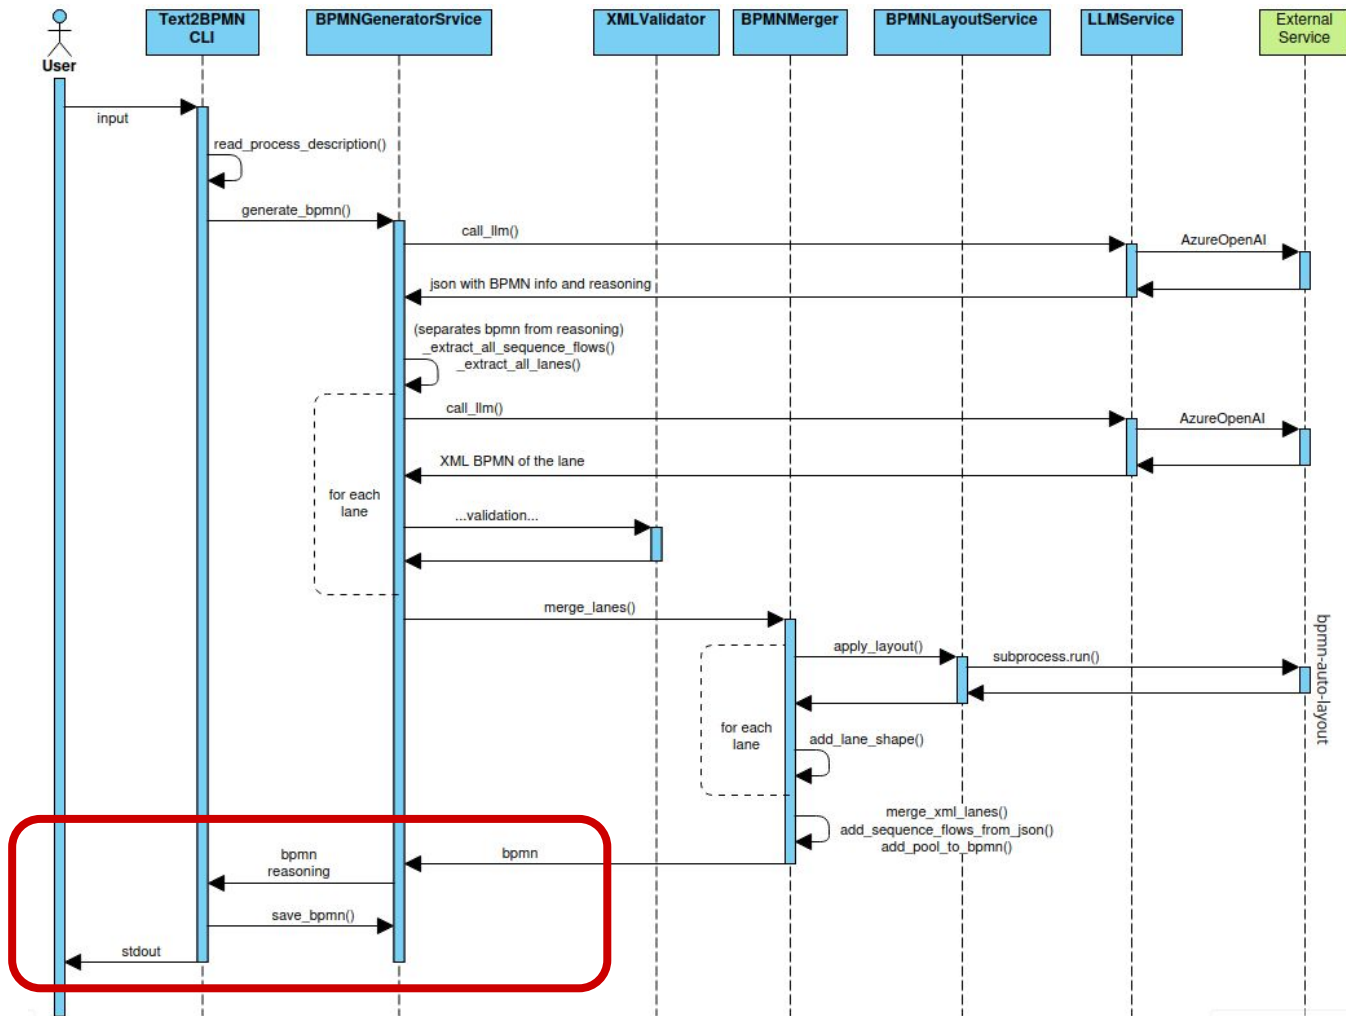 Text2BPMN
CLI
BPMNGeneratorSrvice
XMLValidator
BPMNMerger
BPMNLayoutService
LLMService
External
Service
User
input
read_process_description()
generate_bpmn()
call_llm()
AzureOpenAI
json with BPMN info and reasoning
(separates bpmn from reasoning)
_extract_all_sequence_flows()
_extract_all_lanes()
call_llm()
AzureOpenAI
XML BPMN of the lane
for each
lane
...validation...
merge_lanes()
apply_layout()
subprocess.run()
bpmn-auto-layout
for each
lane
add_lane_shape()
merge_xml_lanes()
add_sequence_flows_from_json()
add_pool_to_bpmn()
bpmn
bpmn
reasoning
save_bpmn()
stdout